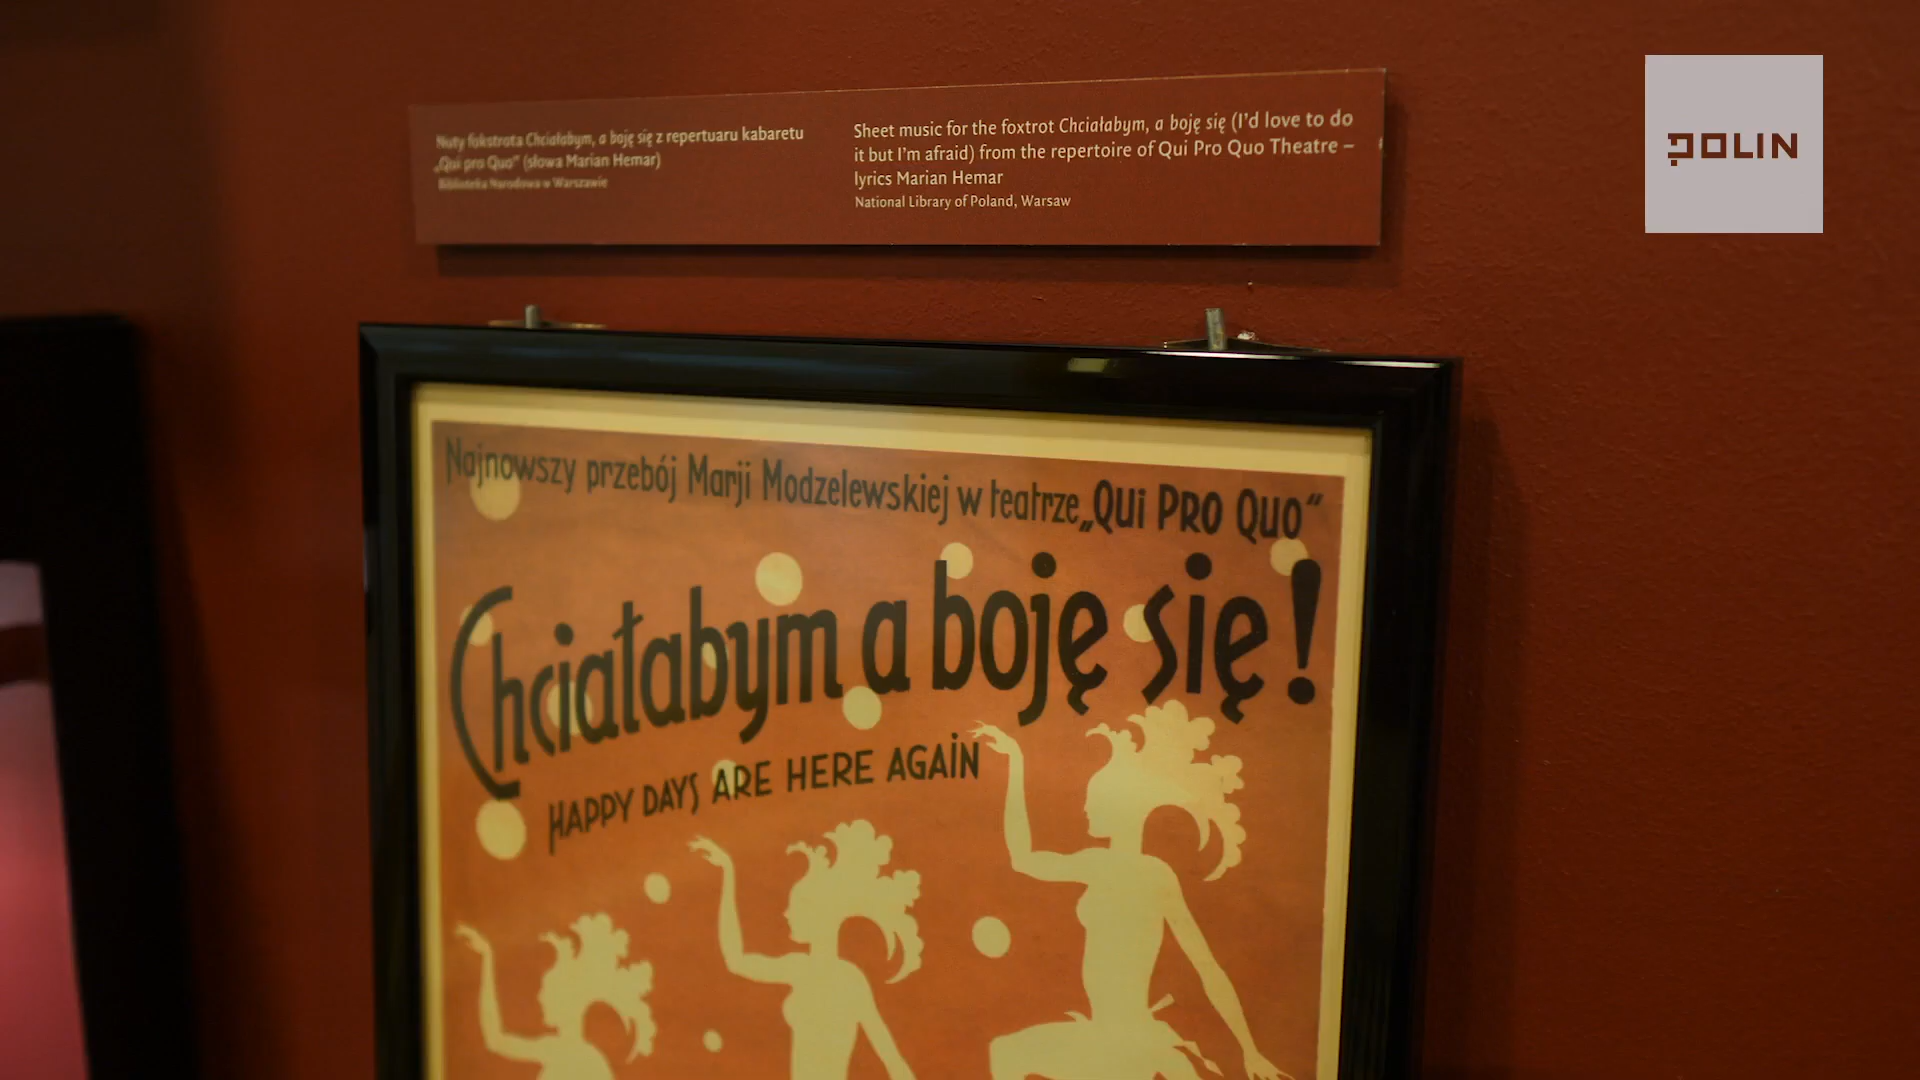 Nuty fokstrota Chciałabym, a boję się z repertuaru kabaretu
„Qui pro Quo” (słowa Marian Hemar)
Biblioteka Narodowa w Warszawie
Sheet music for the foxtrot Chciałabym, a boję się (I’d love to do
it but I’m afraid) from the repertoire of Qui Pro Quo Theatre –
lyrics Marian Hemar
National Library of Poland, Warsaw
POLIN
Najnowszy przebój Marji Modzelewskiej w teatrze „Qui Pro Quo“
Chciałabym a boję się!
HAPPY DAYS ARE HERE AGAIN